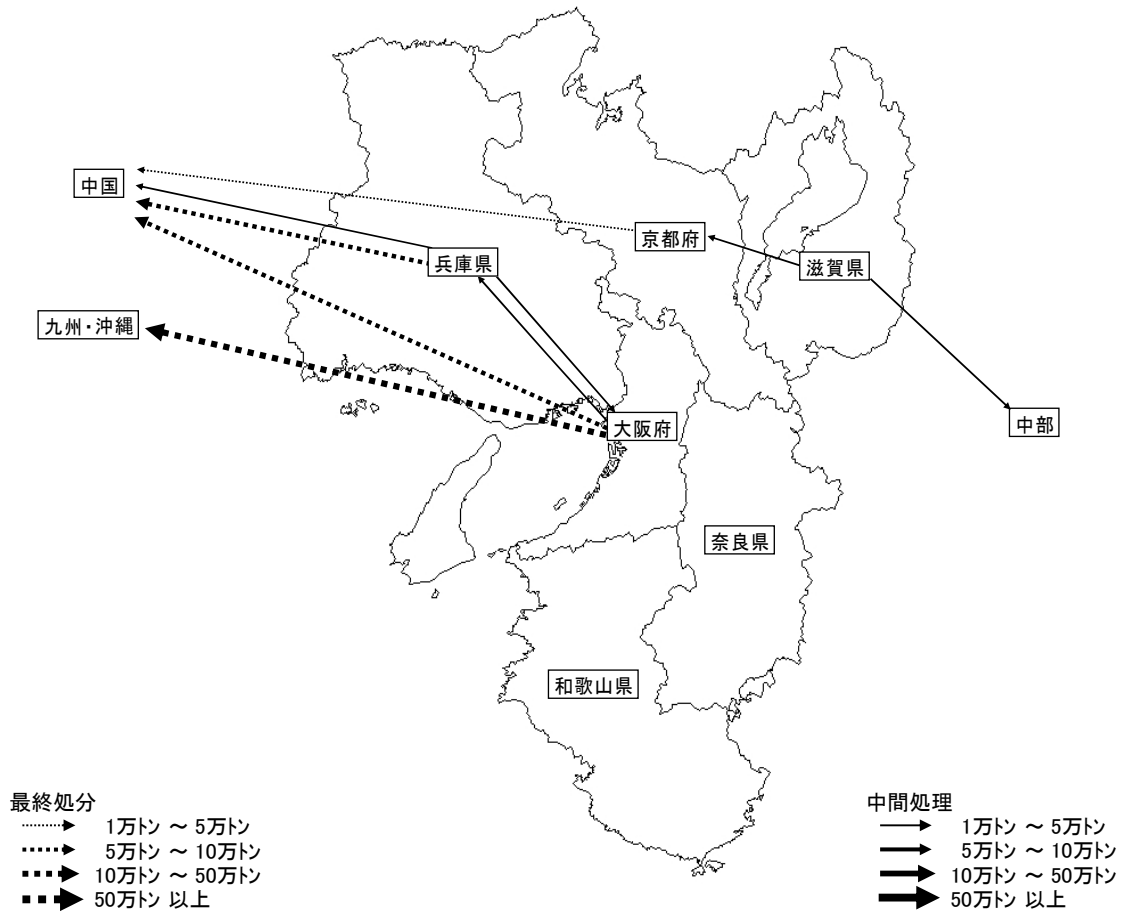 中国
京都府
兵庫県
滋賀県
九州・沖縄
中部
大阪府
奈良県
和歌山県
最終処分
1万トン ～ 5万トン
5万トン ～ 10万トン
10万トン ～ 50万トン
50万トン 以上
中間処理
1万トン ～ 5万トン
5万トン ～ 10万トン
10万トン ～ 50万トン
50万トン 以上